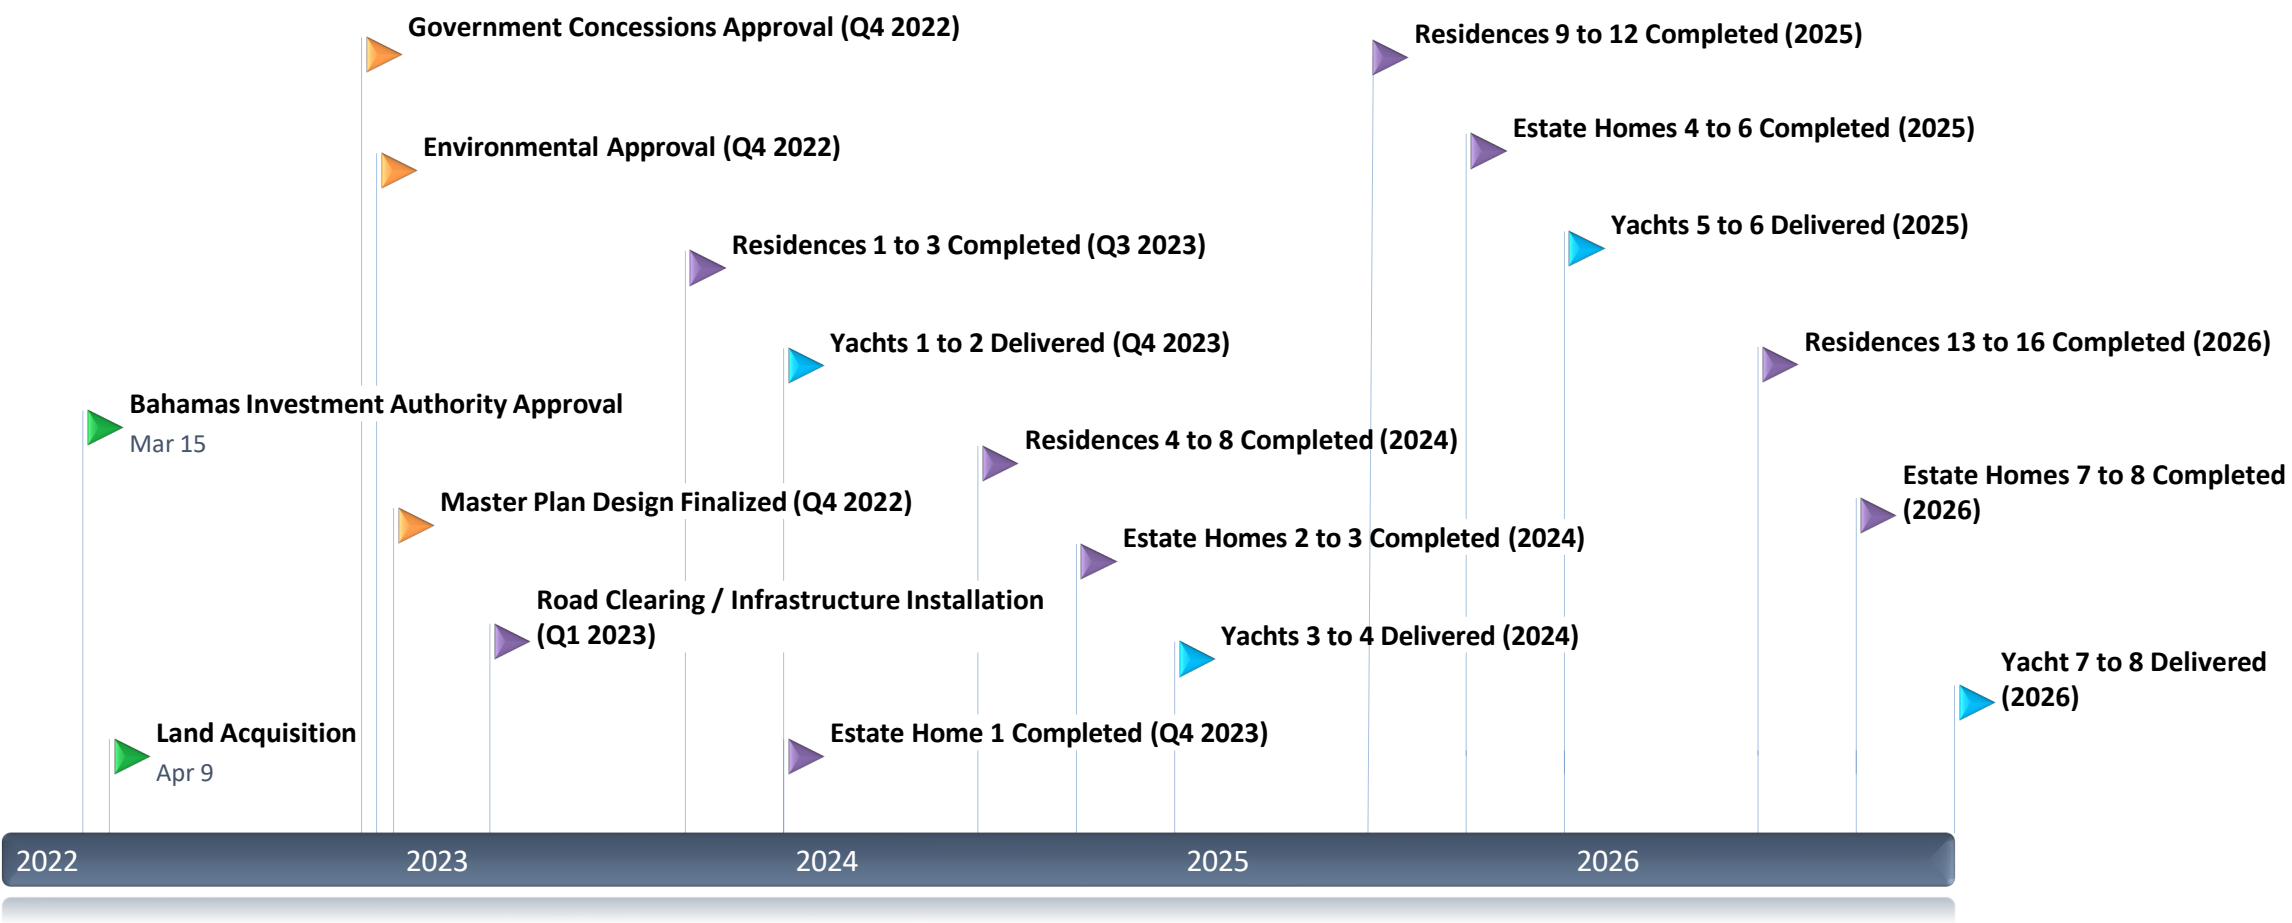 Government Concessions Approval (Q4 2022)
Residences 9 to 12 Completed (2025)
Estate Homes 4 to 6 Completed (2025)
Environmental Approval (Q4 2022)
Yachts 5 to 6 Delivered (2025)
Residences 1 to 3 Completed (Q3 2023)
Yachts 1 to 2 Delivered (Q4 2023)
Residences 13 to 16 Completed (2026)
Bahamas Investment Authority Approval
Mar 15
Residences 4 to 8 Completed (2024)
Estate Homes 7 to 8 Completed
(2026)
Master Plan Design Finalized (Q4 2022)
Estate Homes 2 to 3 Completed (2024)
Road Clearing / Infrastructure Installation
(Q1 2023)
Yachts 3 to 4 Delivered (2024)
Yacht 7 to 8 Delivered
(2026)
Land Acquisition
Apr 9
Estate Home 1 Completed (Q4 2023)
2022
2023
2024
2025
2026